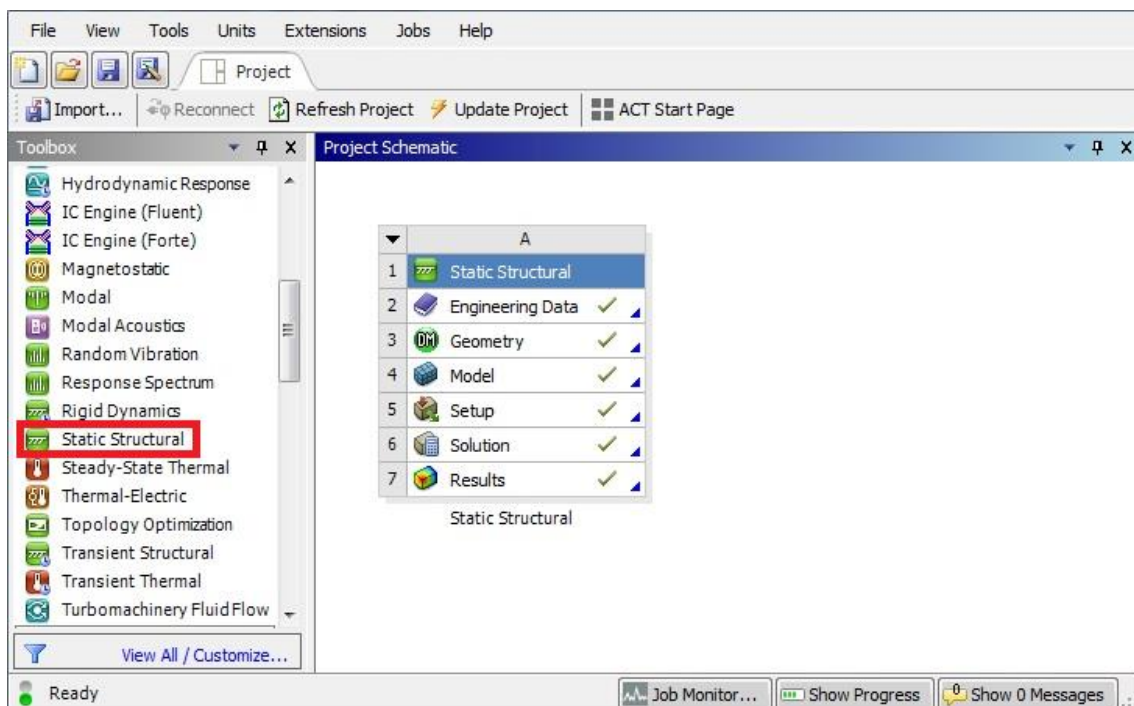 File View Tools Units Extensions Jobs Help
Project
Import... Reconnect Refresh Project Update Project ACT Start Page
Toolbox
Hydrodynamic Response
IC Engine (Fluent)
IC Engine (Forte)
Magnetostatic
Modal
Modal Acoustics
Random Vibration
Response Spectrum
Rigid Dynamics
Static Structural
Steady-State Thermal
Thermal-Electric
Topology Optimization
Transient Structural
Transient Thermal
Turbomachinery Fluid Flow
View All / Customize...
Project Schematic
A
1 Static Structural
2 Engineering Data
3 DM Geometry
4 Model
5 Setup
6 Solution
7 Results
Static Structural
Ready
Job Monitor... Show Progress 0 Show 0 Messages